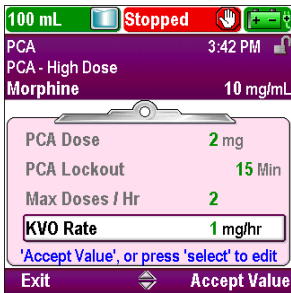 100 mL Stopped
PCA 3:42 PM
PCA - High Dose
Morphine 10 mg/mL
PCA Dose 2 mg
PCA Lockout 15 Min
Max Doses / Hr 2
KVO Rate 1 mg/hr
'Accept Value', or press 'select' to edit
Exit Accept Value